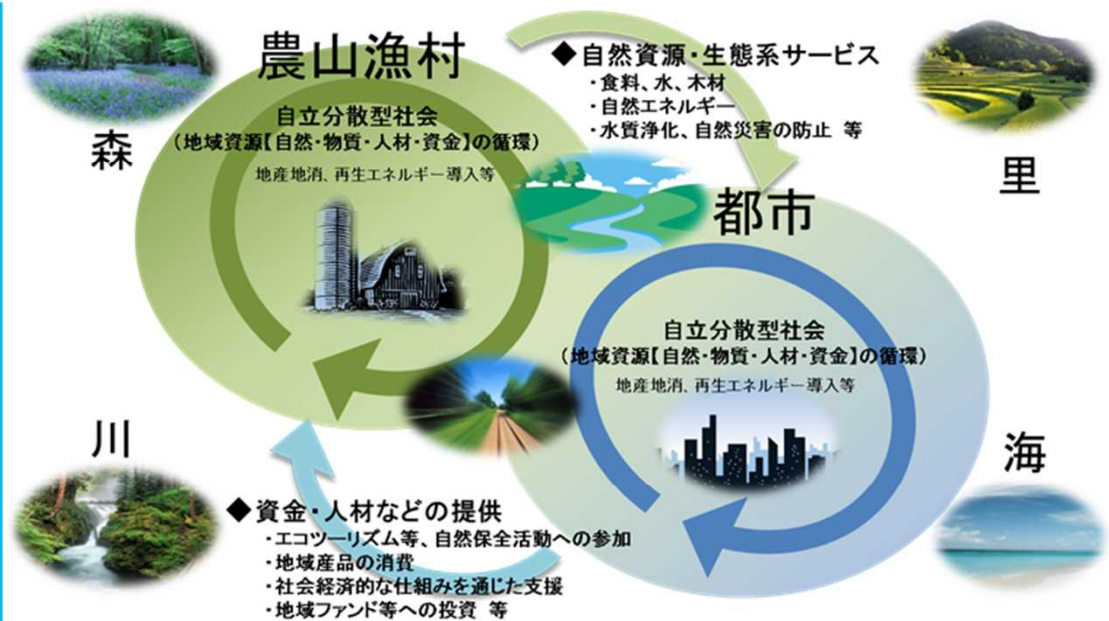 農山漁村
森
自立分散型社会
(地域資源【自然・物質・人材・資金】の循環)
地産地消、再生エネルギー導入等
◆自然資源・生態系サービス
・食料、水、木材
・自然エネルギー
・水質浄化、自然災害の防止 等
里
都市
自立分散型社会
(地域資源【自然・物質・人材・資金】の循環)
地産地消、再生エネルギー導入等
川
海
◆資金・人材などの提供
・エコツーリズム等、自然保全活動への参加
・地域産品の消費
・社会経済的な仕組みを通じた支援
・地域ファンド等への投資 等